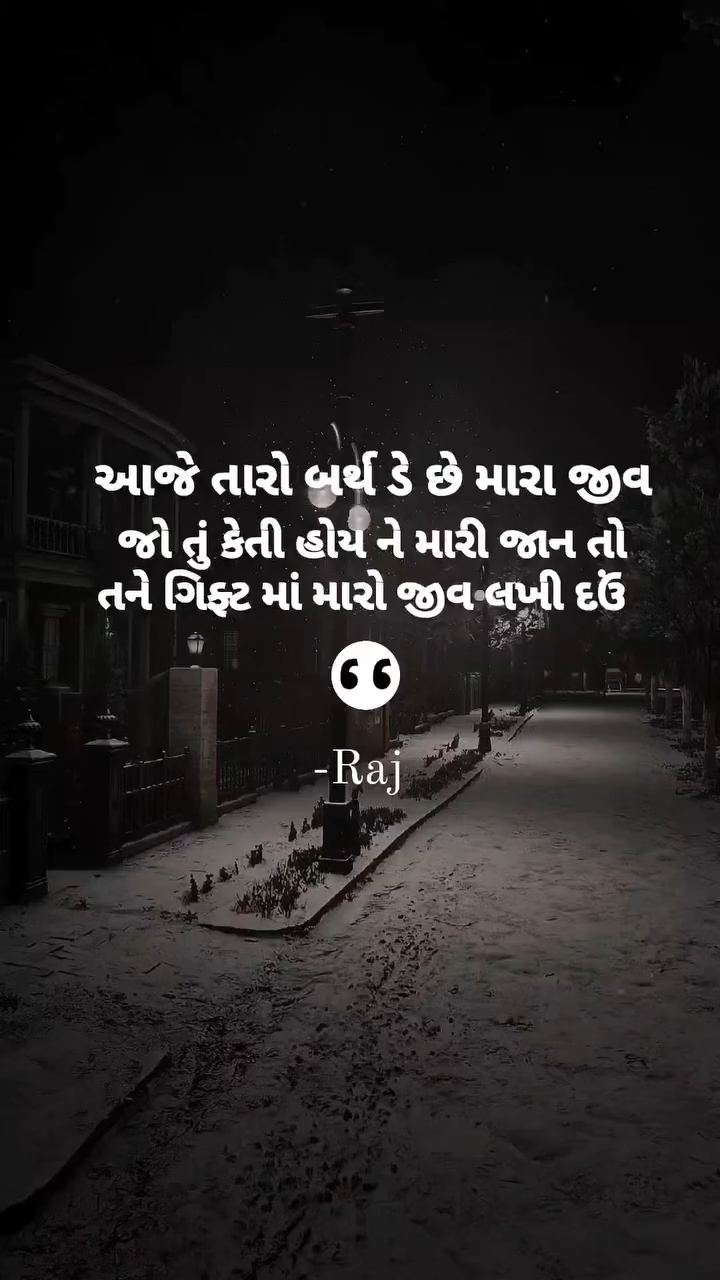 આજે તારો બર્થ ડે છે મારા જીવ
જો તું કેતી હોય ને મારી જાન તો
તને ગિફ્ટ માં મારો જીવ લખી દઉં
-Raj